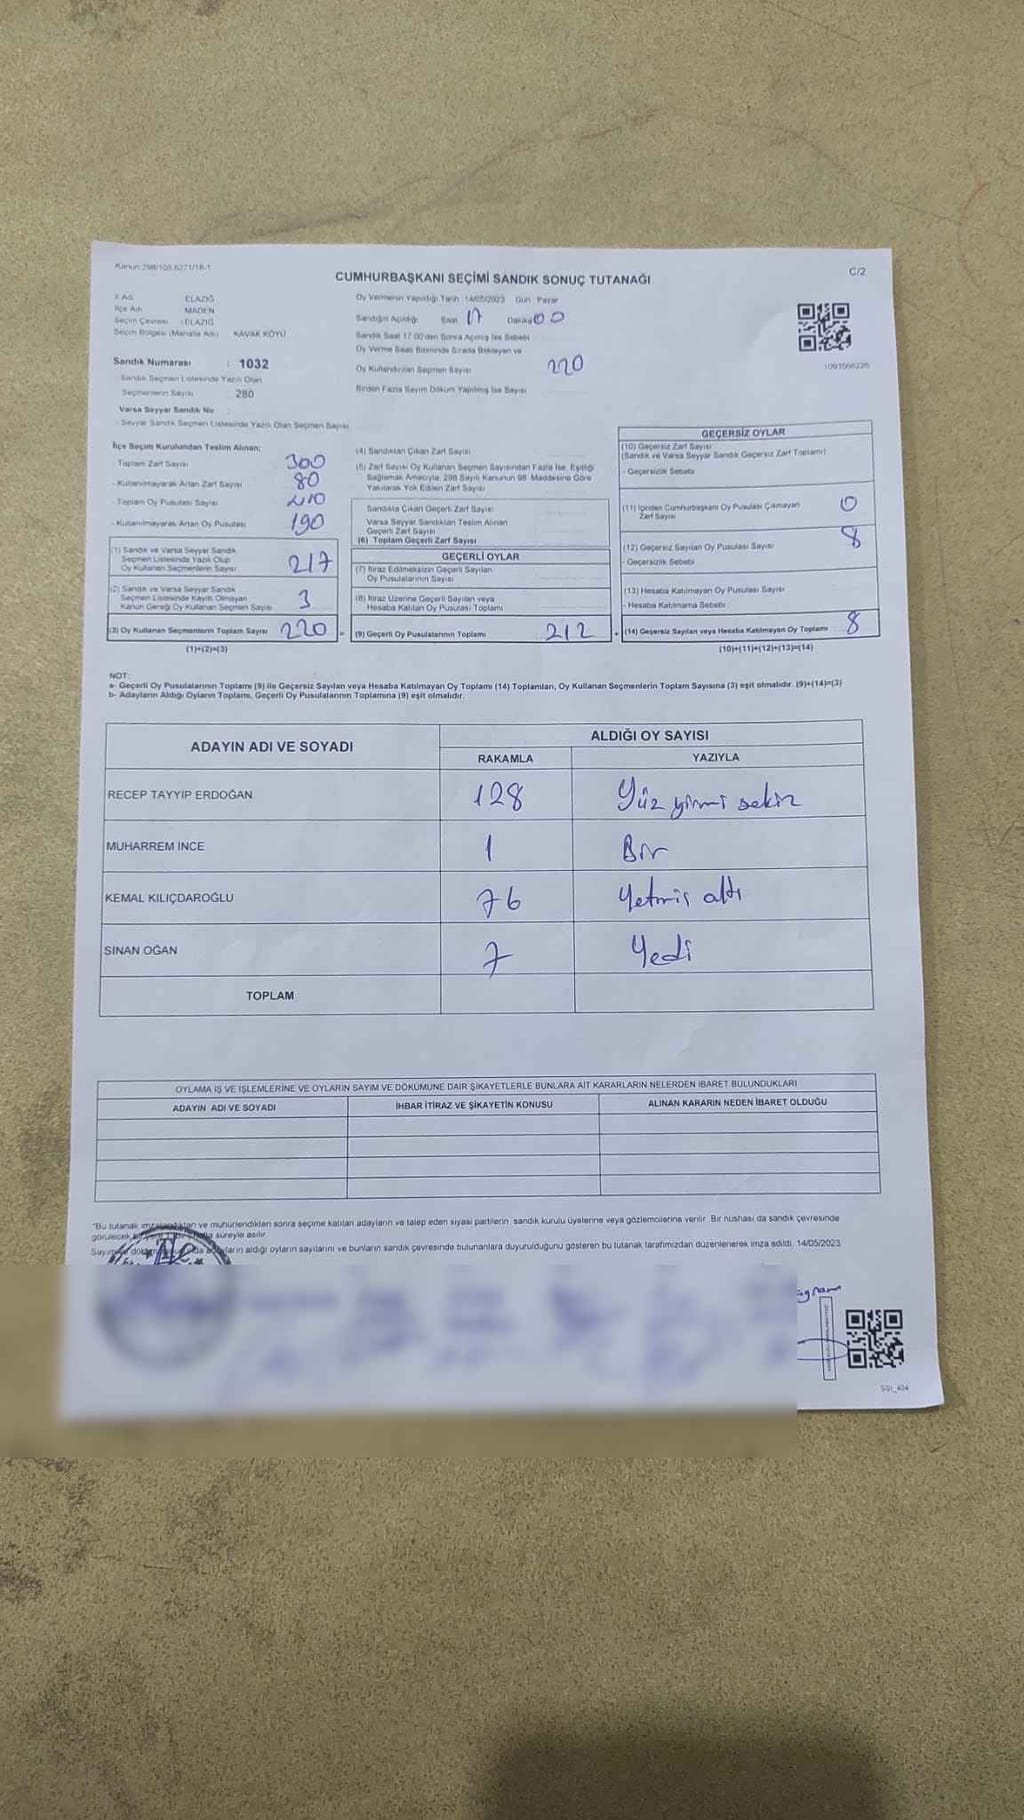 Kanun:298/105 6271/18-1
CUMHURBAŞKANI SEÇİMİ SANDIK SONUÇ TUTANAĞI
C/2
İl Adı : ELAZIĞ
İlçe Adı : MADEN
Seçim Çevresi : ELAZIĞ
Seçim Bölgesi (Mahalle Adı) : KAVAK KÖYÜ
Sandık Numarası : 1032
Sandık Seçmen Listesinde Yazılı Olan
Seçmenlerin Sayısı : 280
Varsa Seyyar Sandık No
Seyyar Sandık Seçmen Listesinde Yazılı Olan Seçmen Sayısı
Oy Vermenin Yapıldığı Tarih 14/05/2023 Gün Pazar
Sandığın Açıldığı Saat 17 Dakika 00
Sandık Saat 17.00'den Sonra Açılmış İse Sebebi
Oy Verme Saati Bitiminde Sırada Bekleyen ve
Oy Kullandırılan Seçmen Sayısı 220
Birden Fazla Sayım Döküm Yapılmış İse Sayısı
1093566226
İlçe Seçim Kurulundan Teslim Alınan;
- Toplam Zarf Sayısı 300
- Kullanılmayarak Artan Zarf Sayısı 80
- Toplam Oy Pusulası Sayısı
- Kullanılmayarak Artan Oy Pusulası 190
(1) Sandık ve Varsa Seyyar Sandık
Seçmen Listesinde Yazılı Olup
Oy Kullanan Seçmenlerin Sayısı 217
(2) Sandık ve Varsa Seyyar Sandık
Seçmen Listesinde Kayıtlı Olmayan
Kanun Gereği Oy Kullanan Seçmen Sayısı 3
(3) Oy Kullanan Seçmenlerin Toplam Sayısı 220
(1)+(2)=(3)
(4) Sandıktan Çıkan Zarf Sayısı
(5) Zarf Sayısı Oy Kullanan Seçmen Sayısından Fazla İse, Eşitliği
Sağlamak Amacıyla, 298 Sayılı Kanunun 98. Maddesine Göre
Yakılarak Yok Edilen Zarf Sayısı
Sandıkta Çıkan Geçerli Zarf Sayısı
Varsa Seyyar Sandıktan Teslim Alınan
Geçerli Zarf Sayısı
(6) Toplam Geçerli Zarf Sayısı
GEÇERLİ OYLAR
(7) İtiraz Edilmeksizin Geçerli Sayılan
Oy Pusulalarının Sayısı
(8) İtiraz Üzerine Geçerli Sayılan veya
Hesaba Katılan Oy Pusulası Toplamı
(9) Geçerli Oy Pusulalarının Toplamı 212
GEÇERSİZ OYLAR
(10) Geçersiz Zarf Sayısı
(Sandık ve Varsa Seyyar Sandık Geçersiz Zarf Toplamı)
- Geçersizlik Sebebi
(11) İçinden Cumhurbaşkanı Oy Pusulası Çıkmayan
Zarf Sayısı 0
(12) Geçersiz Sayılan Oy Pusulası Sayısı 8
- Geçersizlik Sebebi
(13) Hesaba Katılmayan Oy Pusulası Sayısı
- Hesaba Katılmama Sebebi
(14) Geçersiz Sayılan veya Hesaba Katılmayan Oy Toplamı 8
(10)+(11)+(12)+(13)=(14)
NOT:
a- Geçerli Oy Pusulalarının Toplamı (9) ile Geçersiz Sayılan veya Hesaba Katılmayan Oy Toplamı (14) Toplamları, Oy Kullanan Seçmenlerin Toplam Sayısına (3) eşit olmalıdır. (9)+(14)=(3)
b- Adayların Aldığı Oyların Toplamı, Geçerli Oy Pusulalarının Toplamına (9) eşit olmalıdır.
ADAYIN ADI VE SOYADI
ALDIĞI OY SAYISI
RAKAMLA YAZIYLA
RECEP TAYYİP ERDOĞAN 128 Yüz yirmi sekiz
MUHARREM İNCE 1 Bir
KEMAL KILIÇDAROĞLU 76 Yetmiş altı
SİNAN OĞAN 7 Yedi
TOPLAM
OYLAMA İŞ VE İŞLEMLERİNE VE OYLARIN SAYIM VE DÖKÜMÜNE DAİR ŞİKAYETLERLE BUNLARA AİT KARARLARIN NELERDEN İBARET BULUNDUKLARI
ADAYIN ADI VE SOYADI İHBAR İTİRAZ VE ŞİKAYETİN KONUSU ALINAN KARARIN NEDEN İBARET OLDUĞU
*Bu tutanak ve mühürlendikten sonra seçime katılan adayların ve talep eden siyasi partilerin sandık kurulu üyelerine veya gözlemcilerine verilir. Bir nüshası da sandık çevresinde
görülecek bir süreyle asılır.
aldığı oyların sayılarını ve bunların sandık çevresinde bulunanlara duyurulduğunu gösteren bu tutanak tarafımızdan düzenlenerek imza edildi. 14/05/2023